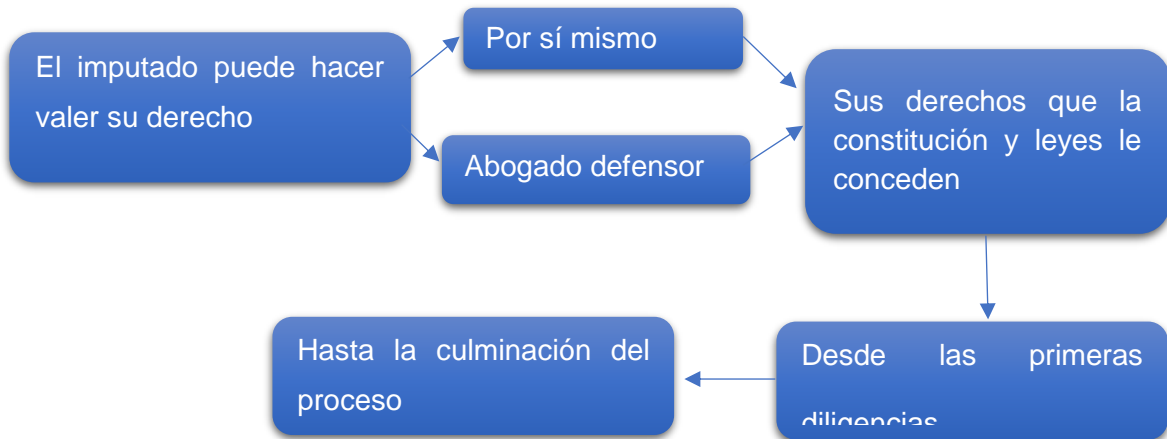 El imputado puede hacer
valer su derecho
Por sí mismo
Abogado defensor
Sus derechos que la
constitución y leyes le
conceden
Desde las primeras
diligencias
Hasta la culminación del
proceso